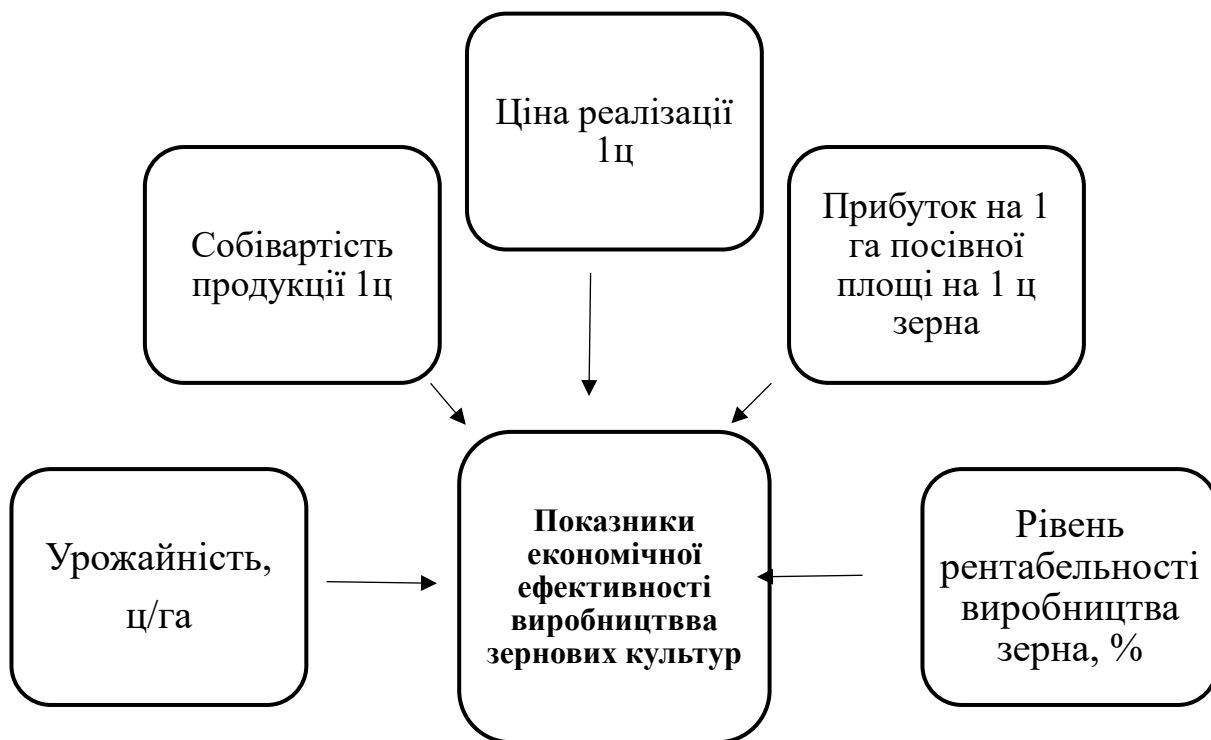 Ціна реалізації
1ц
Собівартість
продукції 1ц
Прибуток на 1
га посівної
площі на 1 ц
зерна
Урожайність,
ц/га
Показники
економічної
ефективності
виробництвва
зернових культур
Рівень
рентабельності
виробництва
зерна, %